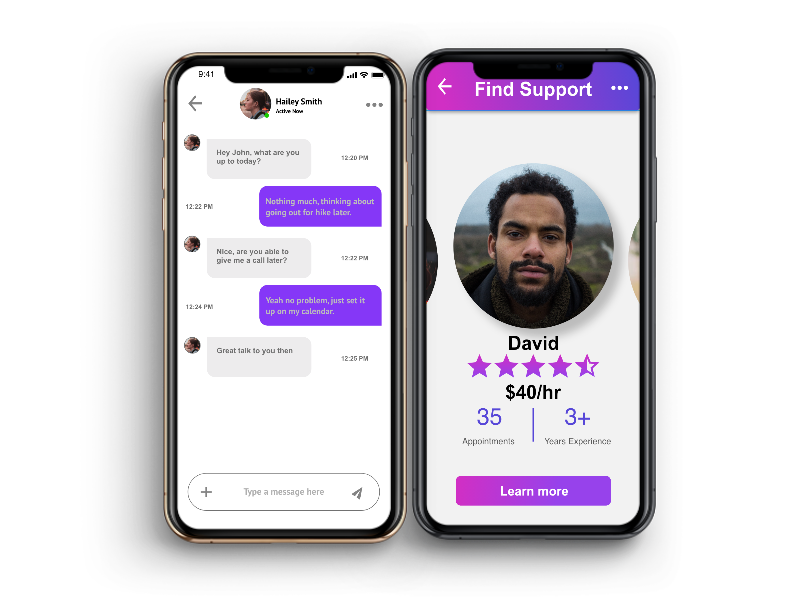 9:41
Hailey Smith
Active Now
Hey John, what are you
up to today?
12:20 PM
12:22 PM
Nothing much, thinking about
going out for hike later.
Nice, are you able to
give me a call later?
12:22 PM
12:24 PM
Yeah no problem, just set it
up on my calendar.
Great talk to you then
12:25 PM
Type a message here
Find Support
David
$40/hr
35
Appointments
3+
Years Experience
Learn more